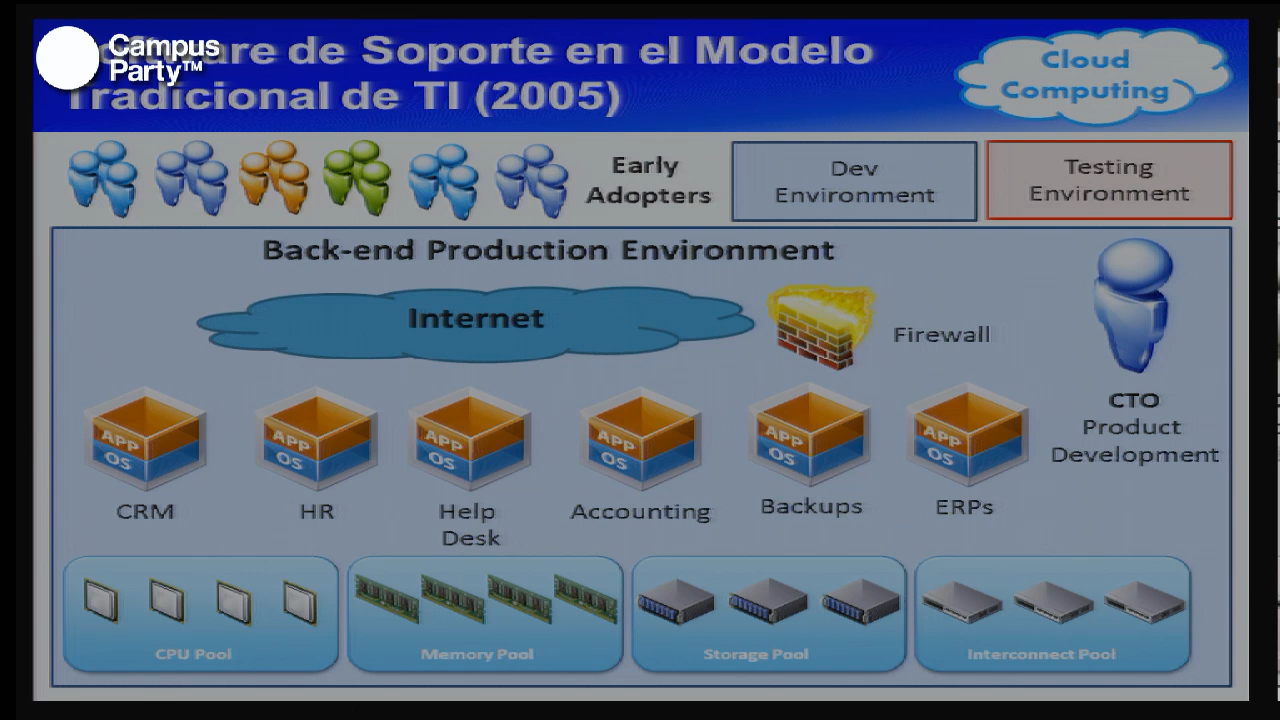 Campus
Party™
are de Soporte en el Modelo
Tradicional de TI (2005)
Cloud
Computing
Early
Adopters
Dev
Environment
Testing
Environment
Back-end Production Environment
Internet
Firewall
CTO
Product
Development
APP
OS
APP
OS
APP
OS
APP
OS
APP
OS
APP
OS
CRM
HR
Help
Desk
Accounting
Backups
ERPs
CPU Pool
Memory Pool
Storage Pool
Interconnect Pool